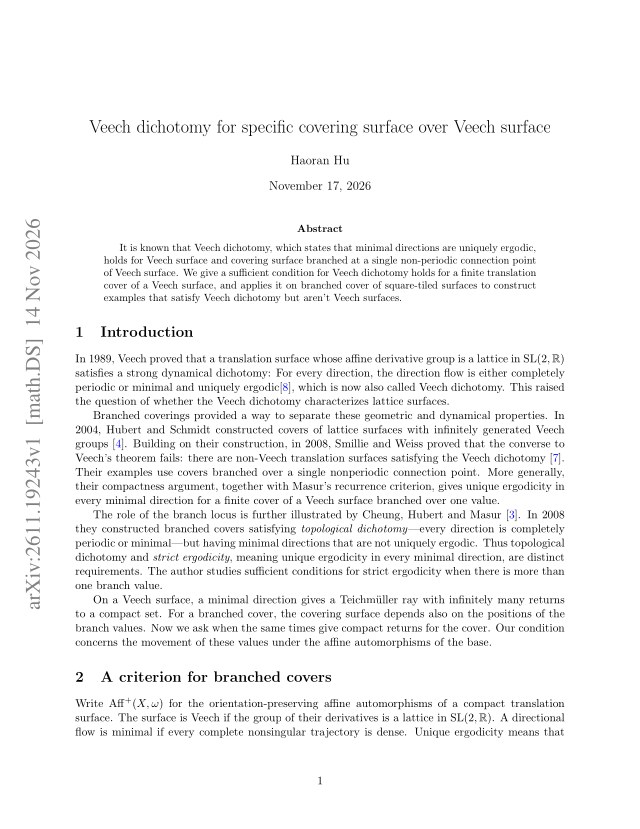 Veech dichotomy for specific covering surface over Veech surface
Haoran Hu
November 17, 2026
Abstract
It is known that Veech dichotomy, which states that minimal directions are uniquely ergodic,
holds for Veech surface and covering surface branched at a single non-periodic connection point
of Veech surface. We give a sufficient condition for Veech dichotomy holds for a finite translation
cover of a Veech surface, and applies it on branched cover of square-tiled surfaces to construct
examples that satisfy Veech dichotomy but aren't Veech surfaces.
1 Introduction
In 1989, Veech proved that a translation surface whose affine derivative group is a lattice in SL(2, ℝ)
satisfies a strong dynamical dichotomy: For every direction, the direction flow is either completely
periodic or minimal and uniquely ergodic[8], which is now also called Veech dichotomy. This raised
the question of whether the Veech dichotomy characterizes lattice surfaces.
Branched coverings provided a way to separate these geometric and dynamical properties. In
2004, Hubert and Schmidt constructed covers of lattice surfaces with infinitely generated Veech
groups [4]. Building on their construction, in 2008, Smillie and Weiss proved that the converse to
Veech's theorem fails: there are non-Veech translation surfaces satisfying the Veech dichotomy [7].
Their examples use covers branched over a single nonperiodic connection point. More generally,
their compactness argument, together with Masur's recurrence criterion, gives unique ergodicity in
every minimal direction for a finite cover of a Veech surface branched over one value.
The role of the branch locus is further illustrated by Cheung, Hubert and Masur [3]. In 2008
they constructed branched covers satisfying topological dichotomy—every direction is completely
periodic or minimal—but having minimal directions that are not uniquely ergodic. Thus topological
dichotomy and strict ergodicity, meaning unique ergodicity in every minimal direction, are distinct
requirements. The author studies sufficient conditions for strict ergodicity when there is more than
one branch value.
On a Veech surface, a minimal direction gives a Teichmüller ray with infinitely many returns
to a compact set. For a branched cover, the covering surface depends also on the positions of the
branch values. Now we ask when the same times give compact returns for the cover. Our condition
concerns the movement of these values under the affine automorphisms of the base.
2 A criterion for branched covers
Write Aff⁺(X, ω) for the orientation-preserving affine automorphisms of a compact translation
surface. The surface is Veech if the group of their derivatives is a lattice in SL(2, ℝ). A directional
flow is minimal if every complete nonsingular trajectory is dense. Unique ergodicity means that
1
arXiv:2611.19243v1 [math.DS] 14 Nov 2026